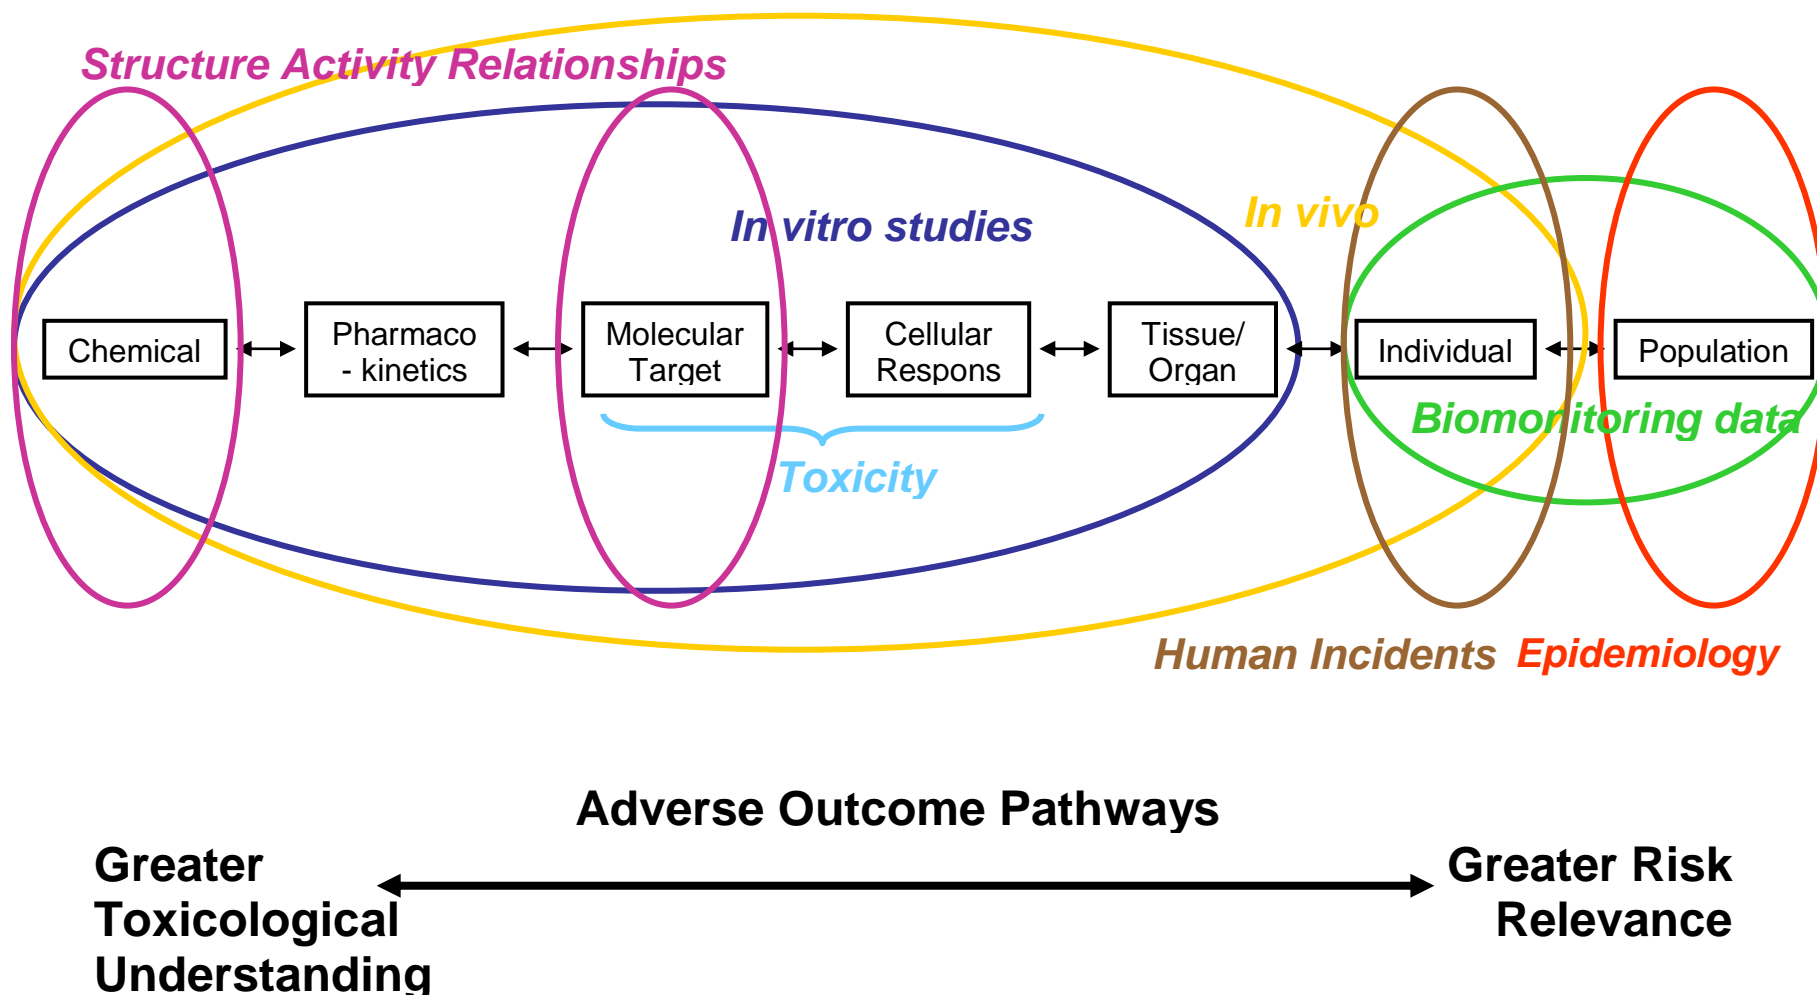 Structure Activity Relationships
In vitro studies
In vivo
Chemical
Pharmaco
- kinetics
Molecular
Target
Cellular
Respons
Tissue/
Organ
Individual
Population
Biomonitoring data
Toxicity
Human Incidents
Epidemiology
Adverse Outcome Pathways
Greater
Toxicological
Understanding
Greater Risk
Relevance